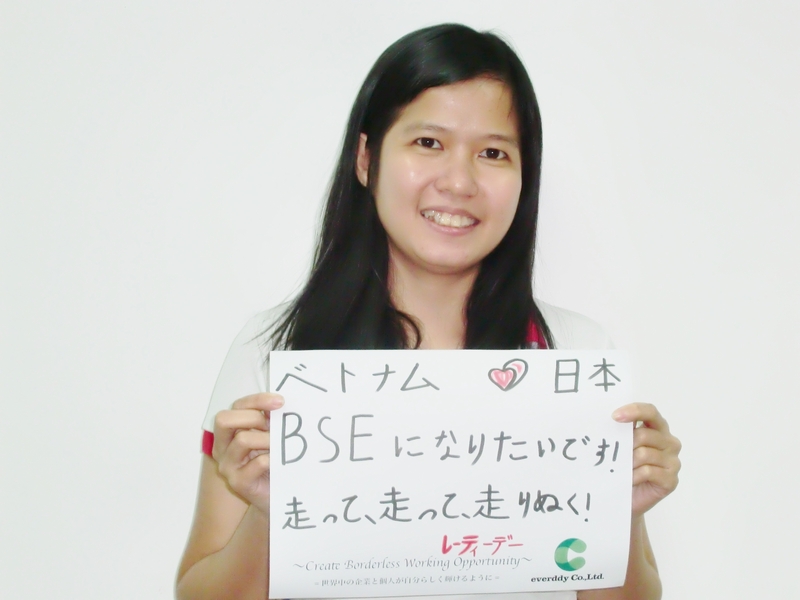 ベトナム 日本
BSEになりたいです!
走って、走って、走りぬく!
レーティーデー
～Create Borderless Working Opportunity～
=世界中の企業と個人が自分らしく輝けるように=
everddy Co.,Ltd.